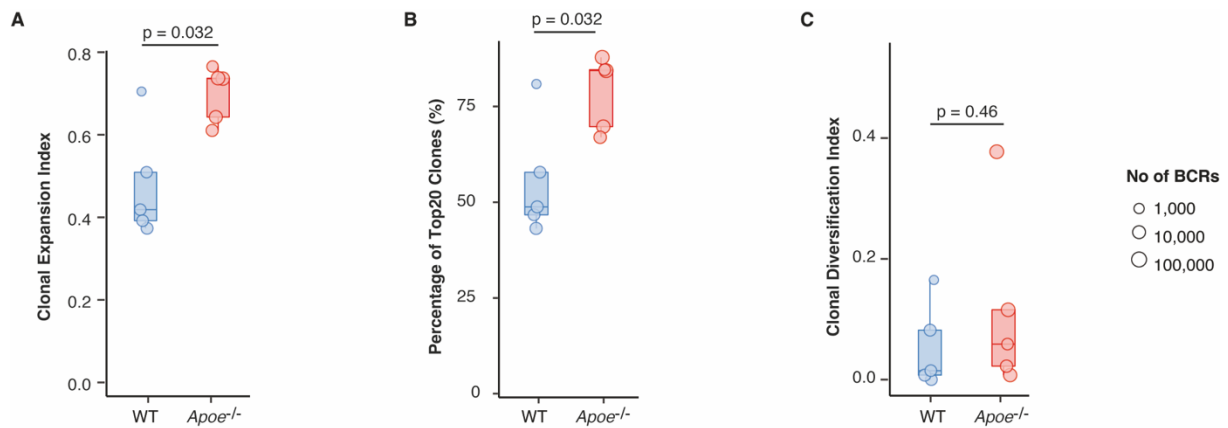 A
p = 0.032
Clonal Expansion Index
0.8
0.6
0.4
0.2
0.0
WT
Apoe-/-
B
p = 0.032
Percentage of Top20 Clones (%)
75
50
25
0
WT
Apoe-/-
C
p = 0.46
Clonal Diversification Index
0.4
0.2
0.0
WT
Apoe-/-
No of BCRs
1,000
10,000
100,000